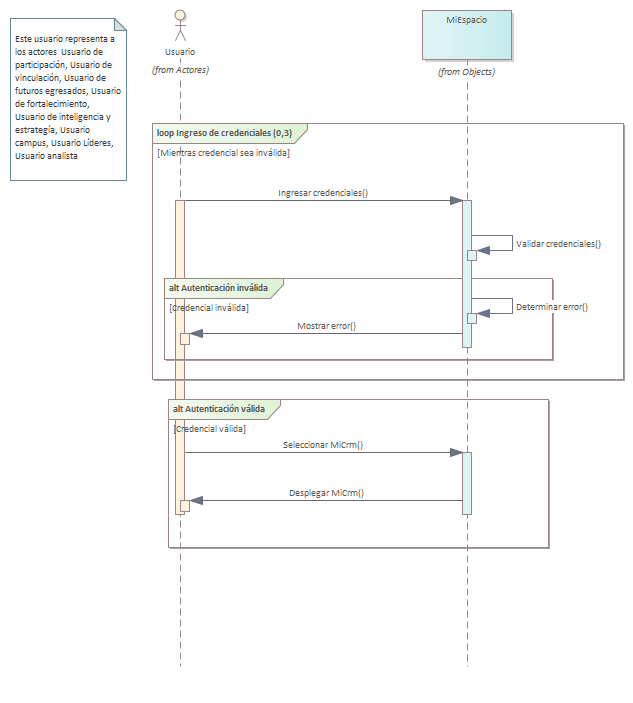 Este usuario representa a
los actores Usuario de
participación, Usuario de
vinculación, Usuario de
futuros egresados, Usuario
de fortalecimiento,
Usuario de inteligencia y
estrategía, Usuario
campus, Usuario Líderes,
Usuario analista
Usuario
(from Actores)
MiEspacio
(from Objects)
loop Ingreso de credenciales (0,3)
[Mientras credencial sea inválida]
Ingresar credenciales()
Validar credenciales()
alt Autenticación inválida
[Credencial inválida]
Determinar error()
Mostrar error()
alt Autenticación válida
[Credencial válida]
Seleccionar MiCrm()
Desplegar MiCrm()